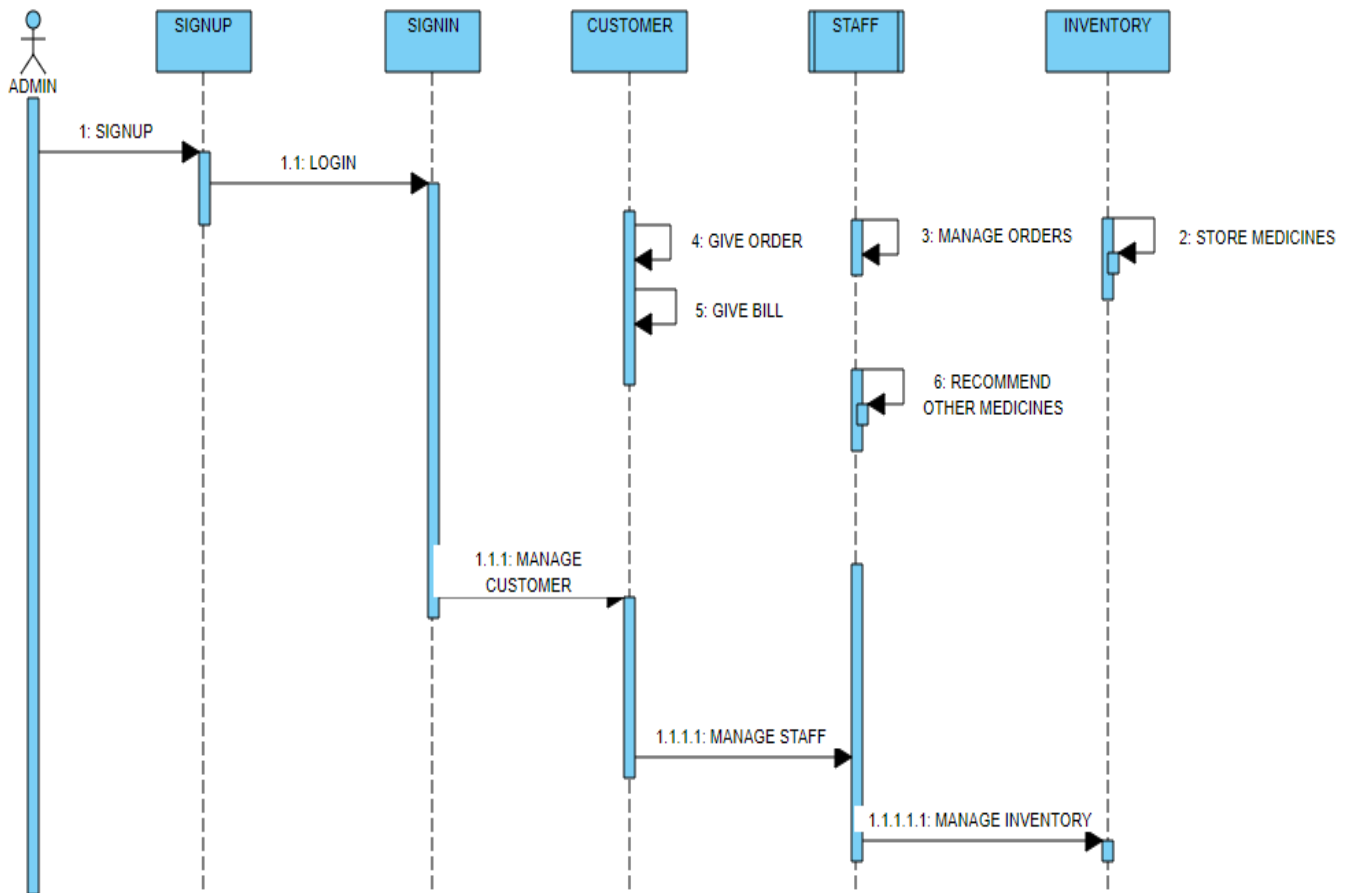 SIGNUP
SIGNIN
CUSTOMER
STAFF
INVENTORY
ADMIN
1: SIGNUP
1.1: LOGIN
4: GIVE ORDER
3: MANAGE ORDERS
2: STORE MEDICINES
5: GIVE BILL
6: RECOMMEND
OTHER MEDICINES
1.1.1: MANAGE
CUSTOMER
1.1.1.1: MANAGE STAFF
1.1.1.1.1: MANAGE INVENTORY